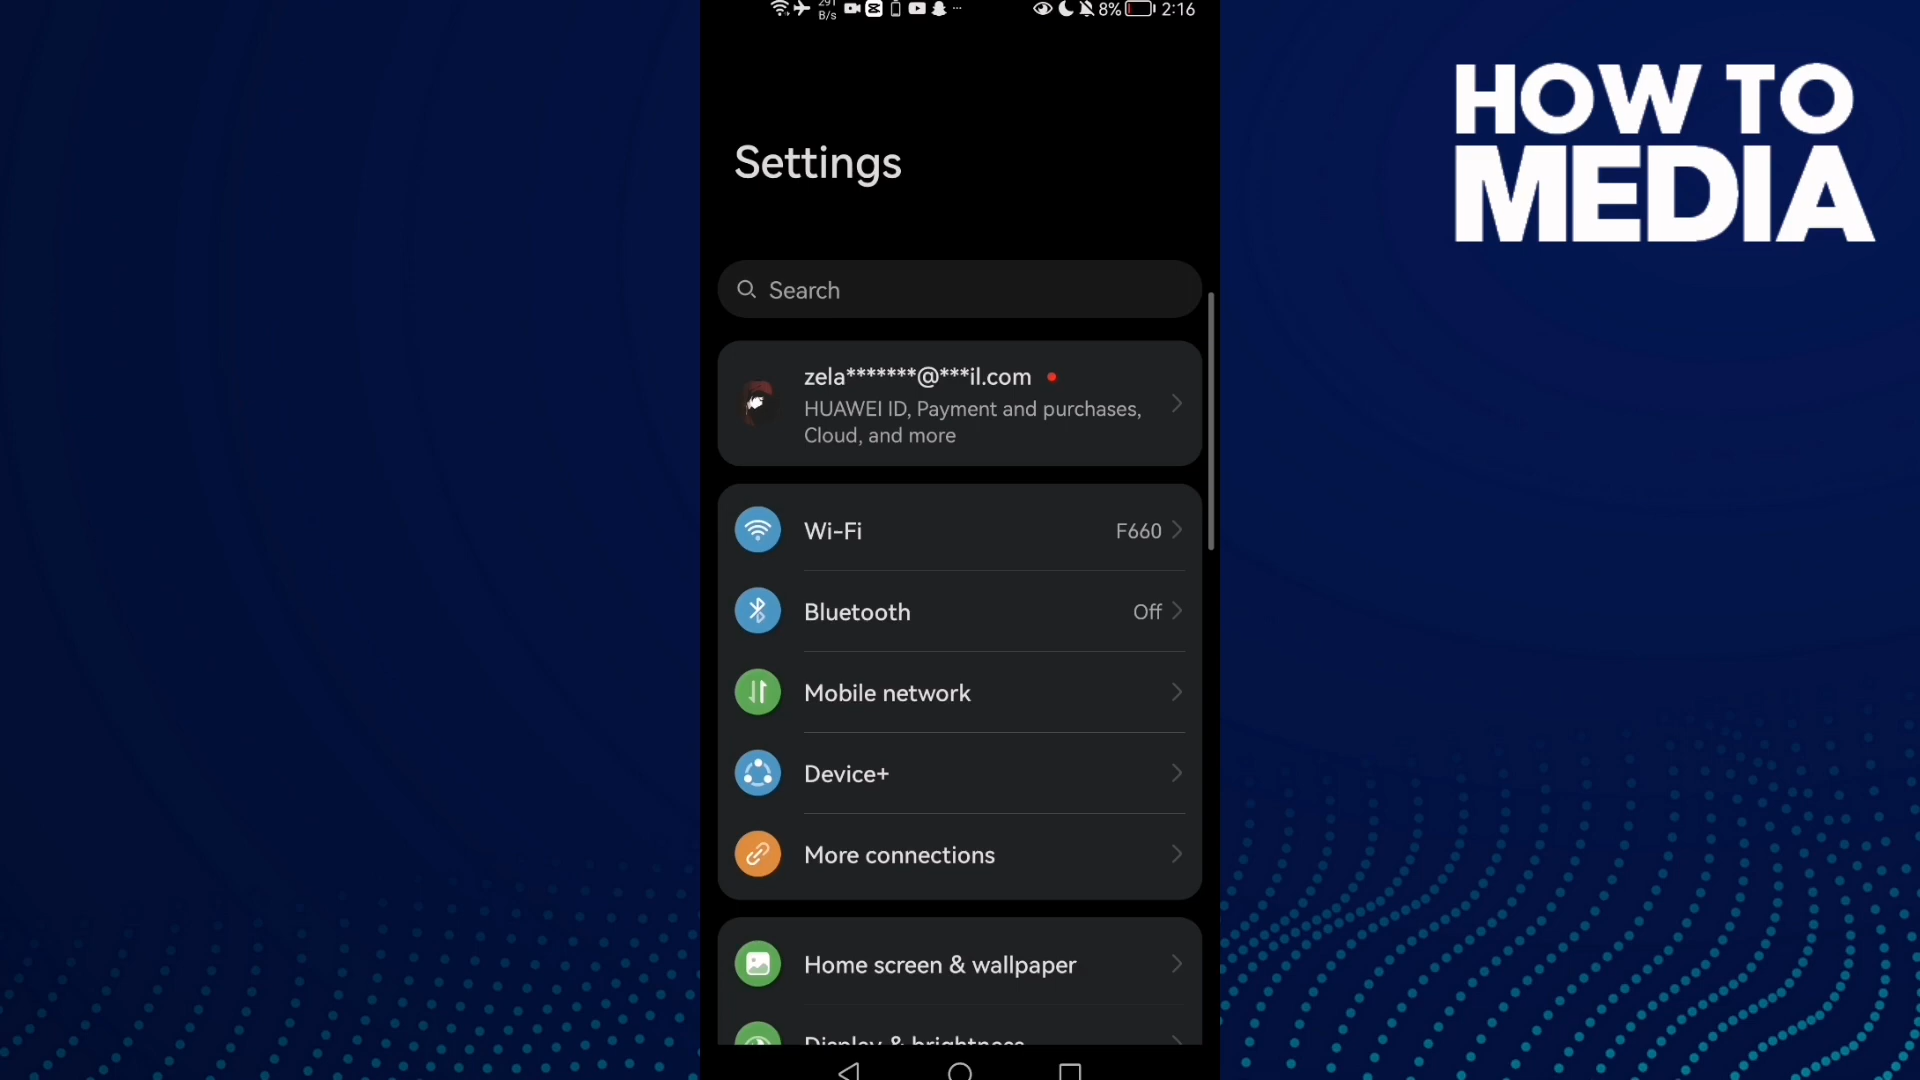 291
B/s
8%
2:16
HOW TO
MEDIA
Settings
Search
zela*******@***il.com
HUAWEI ID, Payment and purchases,
Cloud, and more
Wi-Fi
F660
Bluetooth
Off
Mobile network
Device+
More connections
Home screen & wallpaper
Display & brightness